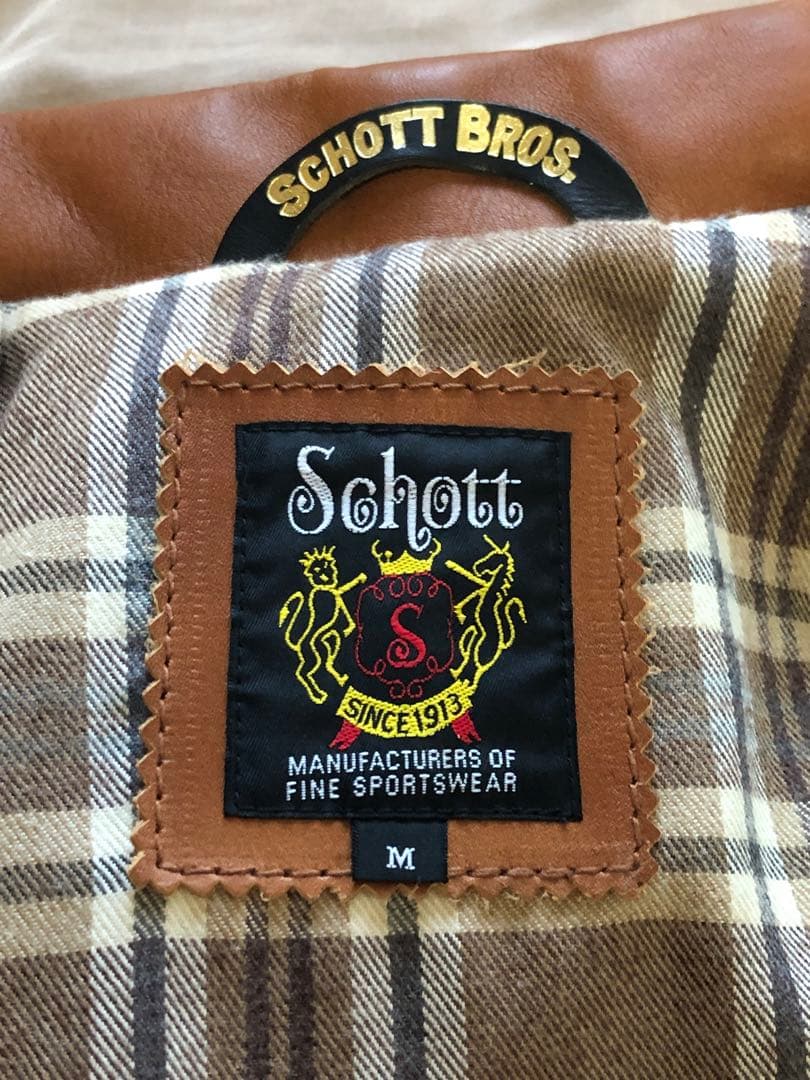 SCHOTT BROS.
Schott
S
SINCE 1913
MANUFACTURERS OF
FINE SPORTSWEAR
M